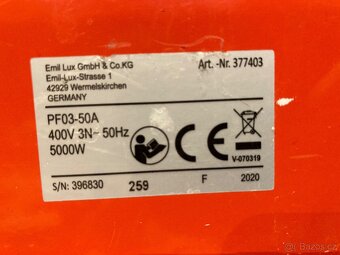 Emil Lux GmbH & Co.KG
Emil-Lux-Strasse 1
42929 Wermelskirchen
GERMANY
Art.-Nr. 377403
PF03-50A
400V 3N~ 50Hz
5000W
CE
V-070319
S/N: 396830 259 F 2020